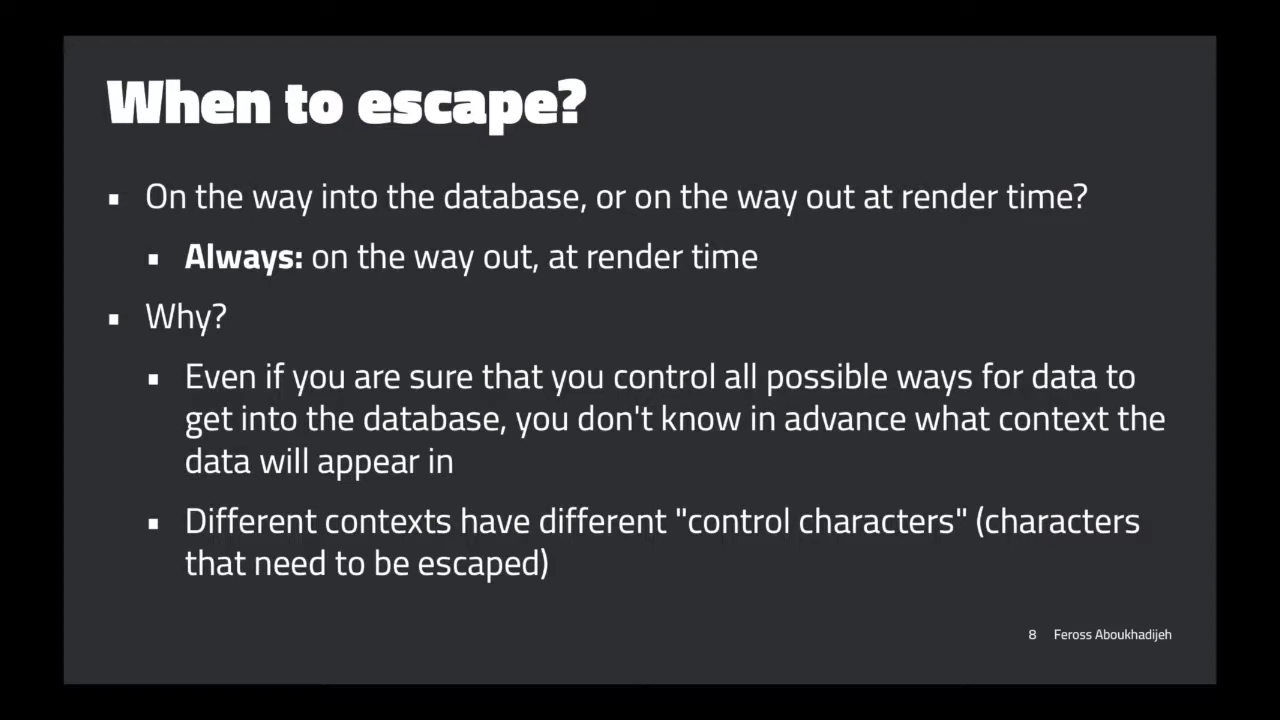 When to escape?
▪ On the way into the database, or on the way out at render time?
▪ Always: on the way out, at render time
▪ Why?
▪ Even if you are sure that you control all possible ways for data to
get into the database, you don't know in advance what context the
data will appear in
▪ Different contexts have different "control characters" (characters
that need to be escaped)
8 Feross Aboukhadijeh